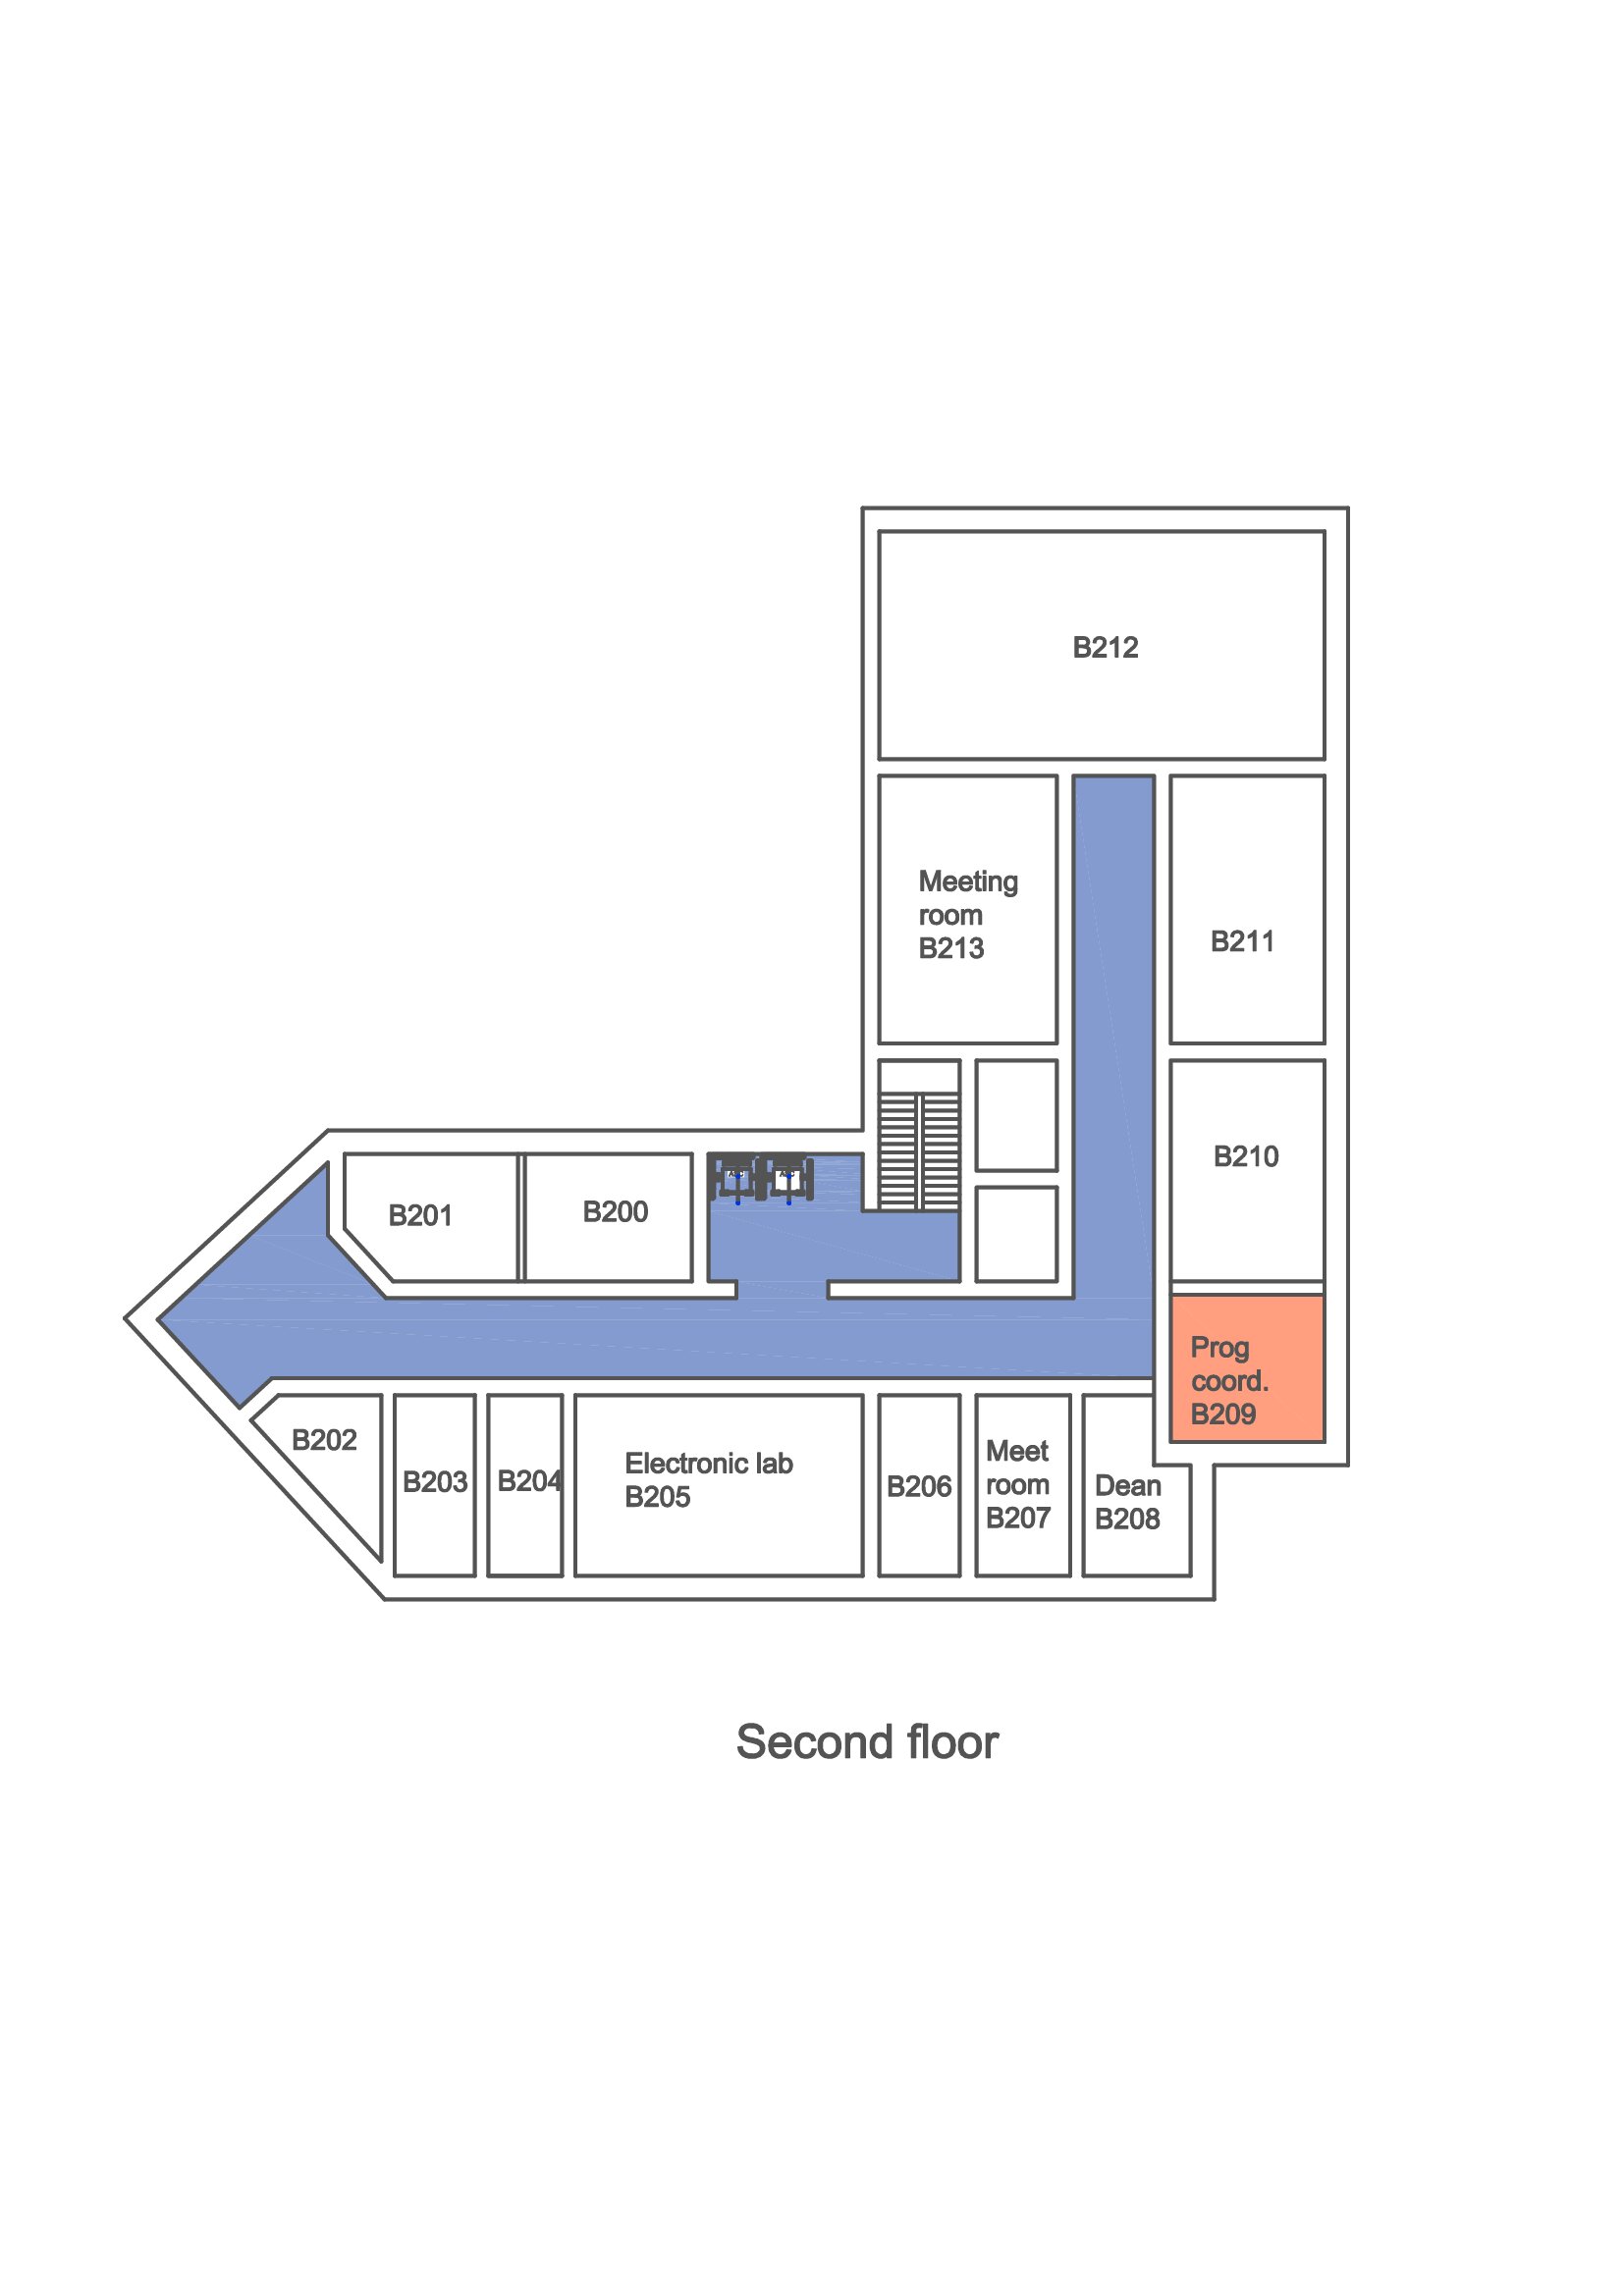 B212
Meeting
room
B213
B211
B210
B201
B200
Prog
coord.
B209
B202
B203
B204
Electronic lab
B205
B206
Meet
room
B207
Dean
B208
Second floor